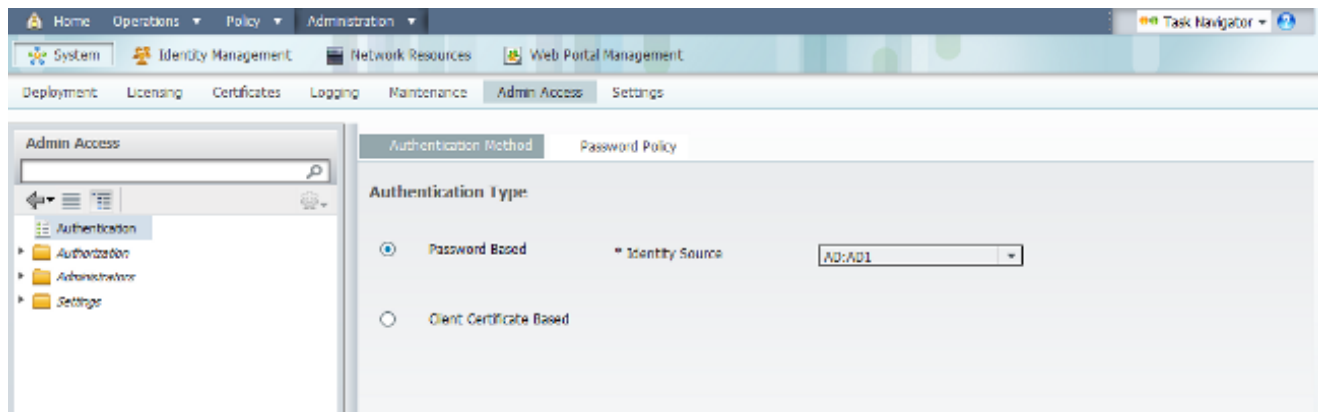 Home Operations Policy Administration Task Navigator
System Identity Management Network Resources Web Portal Management
Deployment Licensing Certificates Logging Maintenance Admin Access Settings
Admin Access
Authentication
Authorization
Administrators
Settings
Authentication Method Password Policy
Authentication Type
Password Based * Identity Source AD:AD1
Client Certificate Based